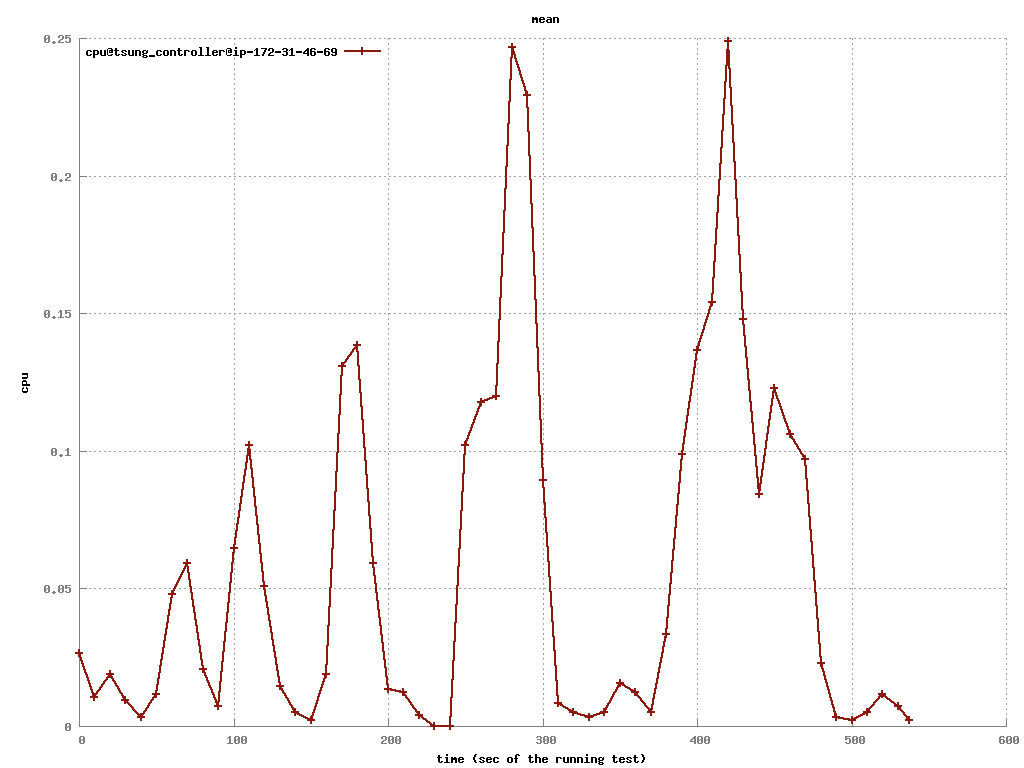 mean
0.25
cpu@tsung_controller@ip-172-31-46-69
0.2
0.15
cpu
0.1
0.05
0
0 100 200 300 400 500 600
time (sec of the running test)